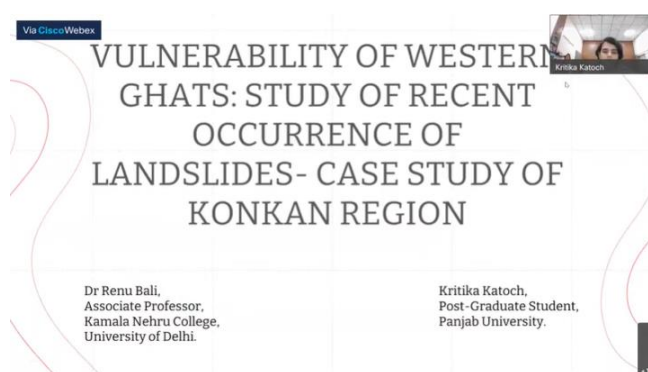 Via CiscoWebex
Kritika Katoch
VULNERABILITY OF WESTERN
GHATS: STUDY OF RECENT
OCCURRENCE OF
LANDSLIDES- CASE STUDY OF
KONKAN REGION
Dr Renu Bali,
Associate Professor,
Kamala Nehru College,
University of Delhi.
Kritika Katoch,
Post-Graduate Student,
Panjab University.